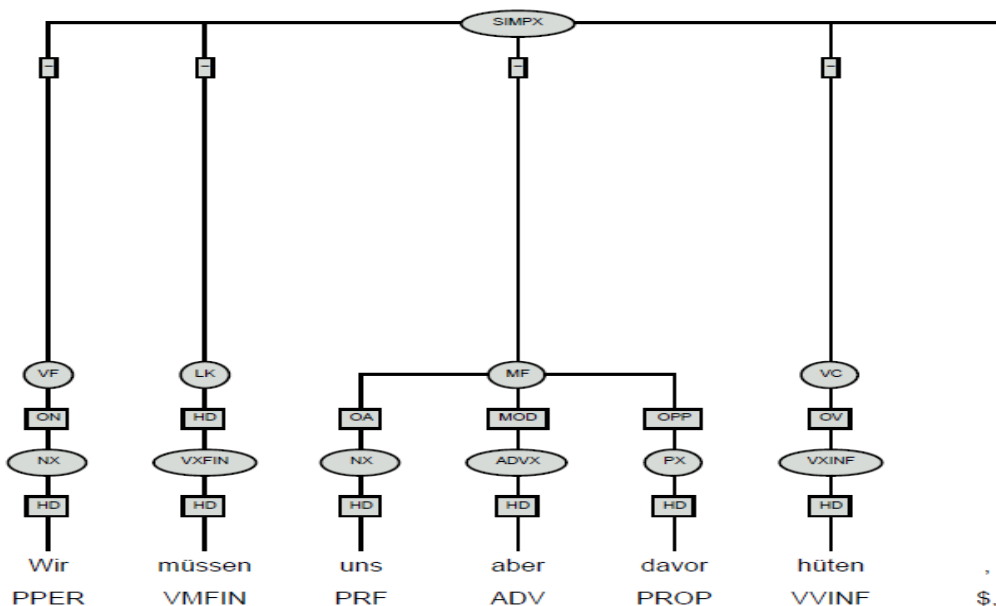 SIMPX
– – – –
VF LK MF VC
ON HD OA MOD OPP OV
NX VXFIN NX ADVX PX VXINF
HD HD HD HD HD HD
Wir müssen uns aber davor hüten ,
PPER VMFIN PRF ADV PROP VVINF $,